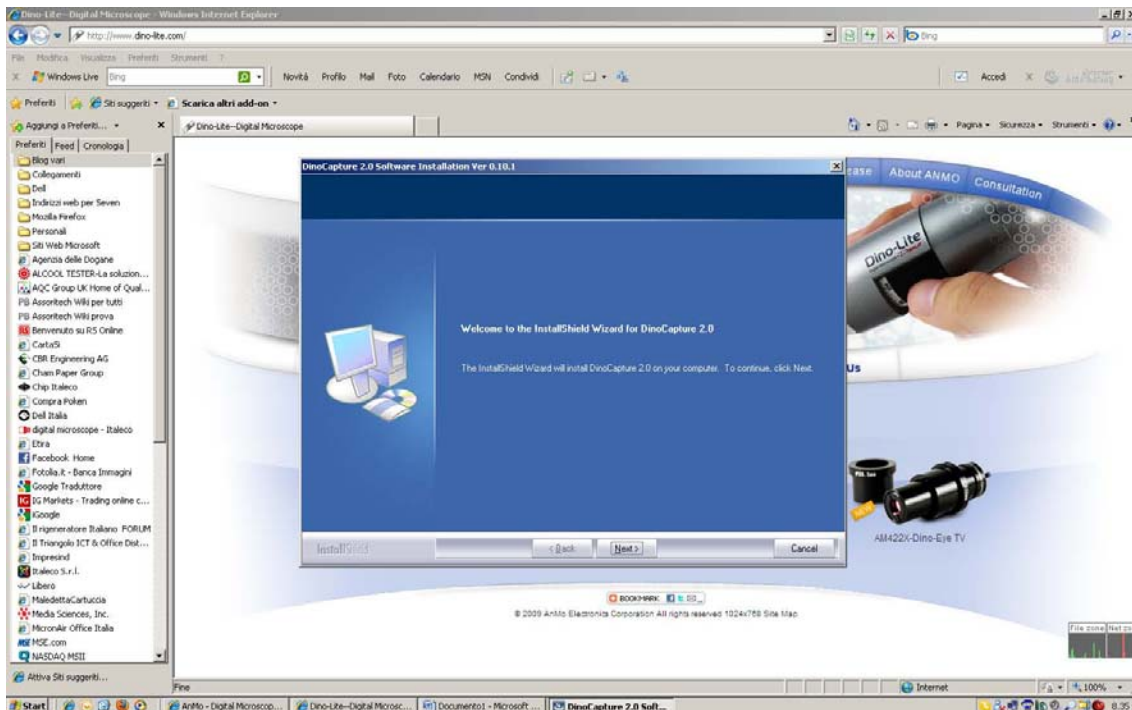 Dino-Lite--Digital Microscope - Windows Internet Explorer
http://www.dino-lite.com/
Bing
File Modifica Visualizza Preferiti Strumenti ?
Windows Live Bing Novità Profilo Mail Foto Calendario MSN Condividi Accedi
Preferiti Siti suggeriti Scarica altri add-on
Aggiungi a Preferiti...
Dino-Lite--Digital Microscope
Pagina Sicurezza Strumenti
Preferiti Feed Cronologia
Blog vari
Collegamenti
Dell
Indirizzi web per Seven
Mozilla Firefox
Personali
Siti Web Microsoft
Agenzia delle Dogane
ALCOOL TESTER-La soluzion...
AQC Group UK Home of Qual...
Assoritech Wiki per tutti
Assoritech Wiki prova
Benvenuto su RS Online
CartaSi
CBR Engineering AG
Cham Paper Group
Chip Italeco
Compra Poken
Dell Italia
digital microscope - Italeco
Etira
Facebook Home
Fotolia.it - Banca Immagini
Google Traduttore
IG Markets - Trading online c...
iGoogle
Il rigeneratore Italiano FORUM
Il Triangolo ICT & Office Dist...
Impresind
Italeco S.r.l.
Libero
MaledettaCartuccia
Media Sciences, Inc.
MicronAir Office Italia
MSE.com
NASDAQ MSII
Attiva Siti suggeriti...
DinoCapture 2.0 Software Installation Ver 0.10.1
Welcome to the InstallShield Wizard for DinoCapture 2.0
The InstallShield Wizard will install DinoCapture 2.0 on your computer. To continue, click Next.
InstallShield
< Back Next > Cancel
ease About ANMO Consultation
Dino-Lite
Us
NEW
AM422X-Dino-Eye TV
BOOKMARK
© 2009 AnMo Electronics Corporation All rights reserved 1024x768 Site Map
File zone Net zo
Fine Internet 100%
Start AnMo - Digital Microscop... Dino-Lite--Digital Microsc... Documento1 - Microsoft ... DinoCapture 2.0 Soft... 8.35